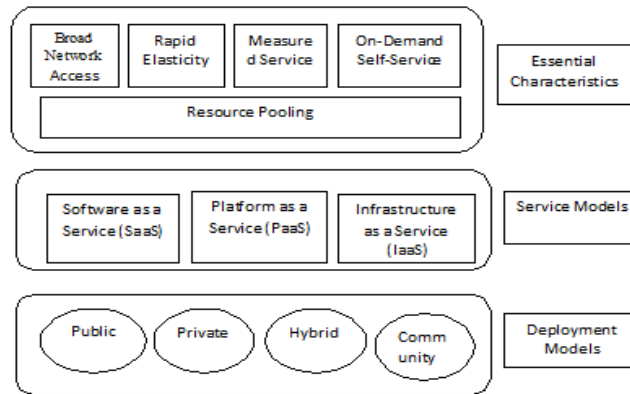 Broad
Network
Access
Rapid
Elasticity
Measure
d Service
On-Demand
Self-Service
Resource Pooling
Essential
Characteristics
Software as a
Service (SaaS)
Platform as a
Service (PaaS)
Infrastructure
as a Service
(IaaS)
Service Models
Public
Private
Hybrid
Comm
unity
Deployment
Models